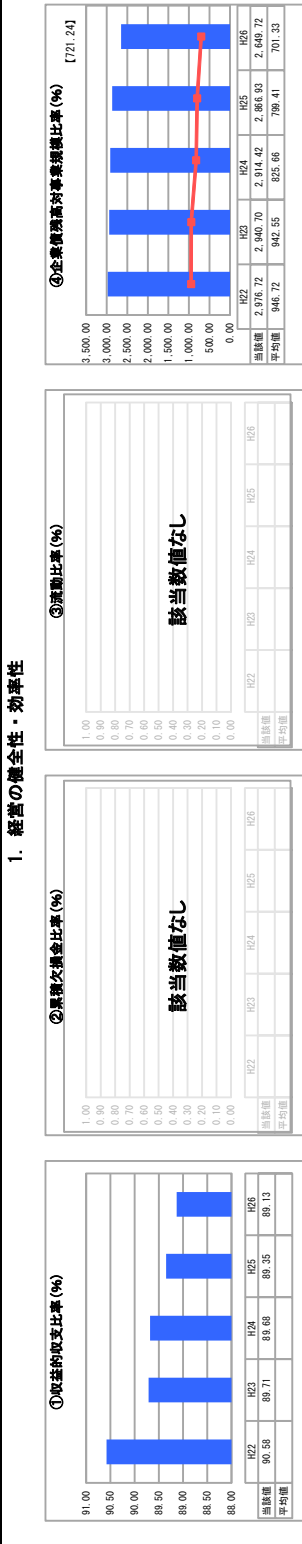 1. 経営の健全性・効率性
①収益的収支比率(%)
91.00
90.50
90.00
89.50
89.00
88.50
88.00
H22 H23 H24 H25 H26
当該値 90.58 89.71 89.68 89.35 89.13
平均値
②累積欠損金比率(%)
1.00
0.90
0.80
0.70
0.60
0.50
0.40
0.30
0.20
0.10
0.00
該当数値なし
H22 H23 H24 H25 H26
当該値
平均値
③流動比率(%)
1.00
0.90
0.80
0.70
0.60
0.50
0.40
0.30
0.20
0.10
0.00
該当数値なし
H22 H23 H24 H25 H26
当該値
平均値
④企業債残高対事業規模比率(%)
【721.24】
3,500.00
3,000.00
2,500.00
2,000.00
1,500.00
1,000.00
500.00
0.00
H22 H23 H24 H25 H26
当該値 2,976.72 2,940.70 2,914.42 2,866.93 2,649.72
平均値 946.72 942.55 825.66 799.41 701.33